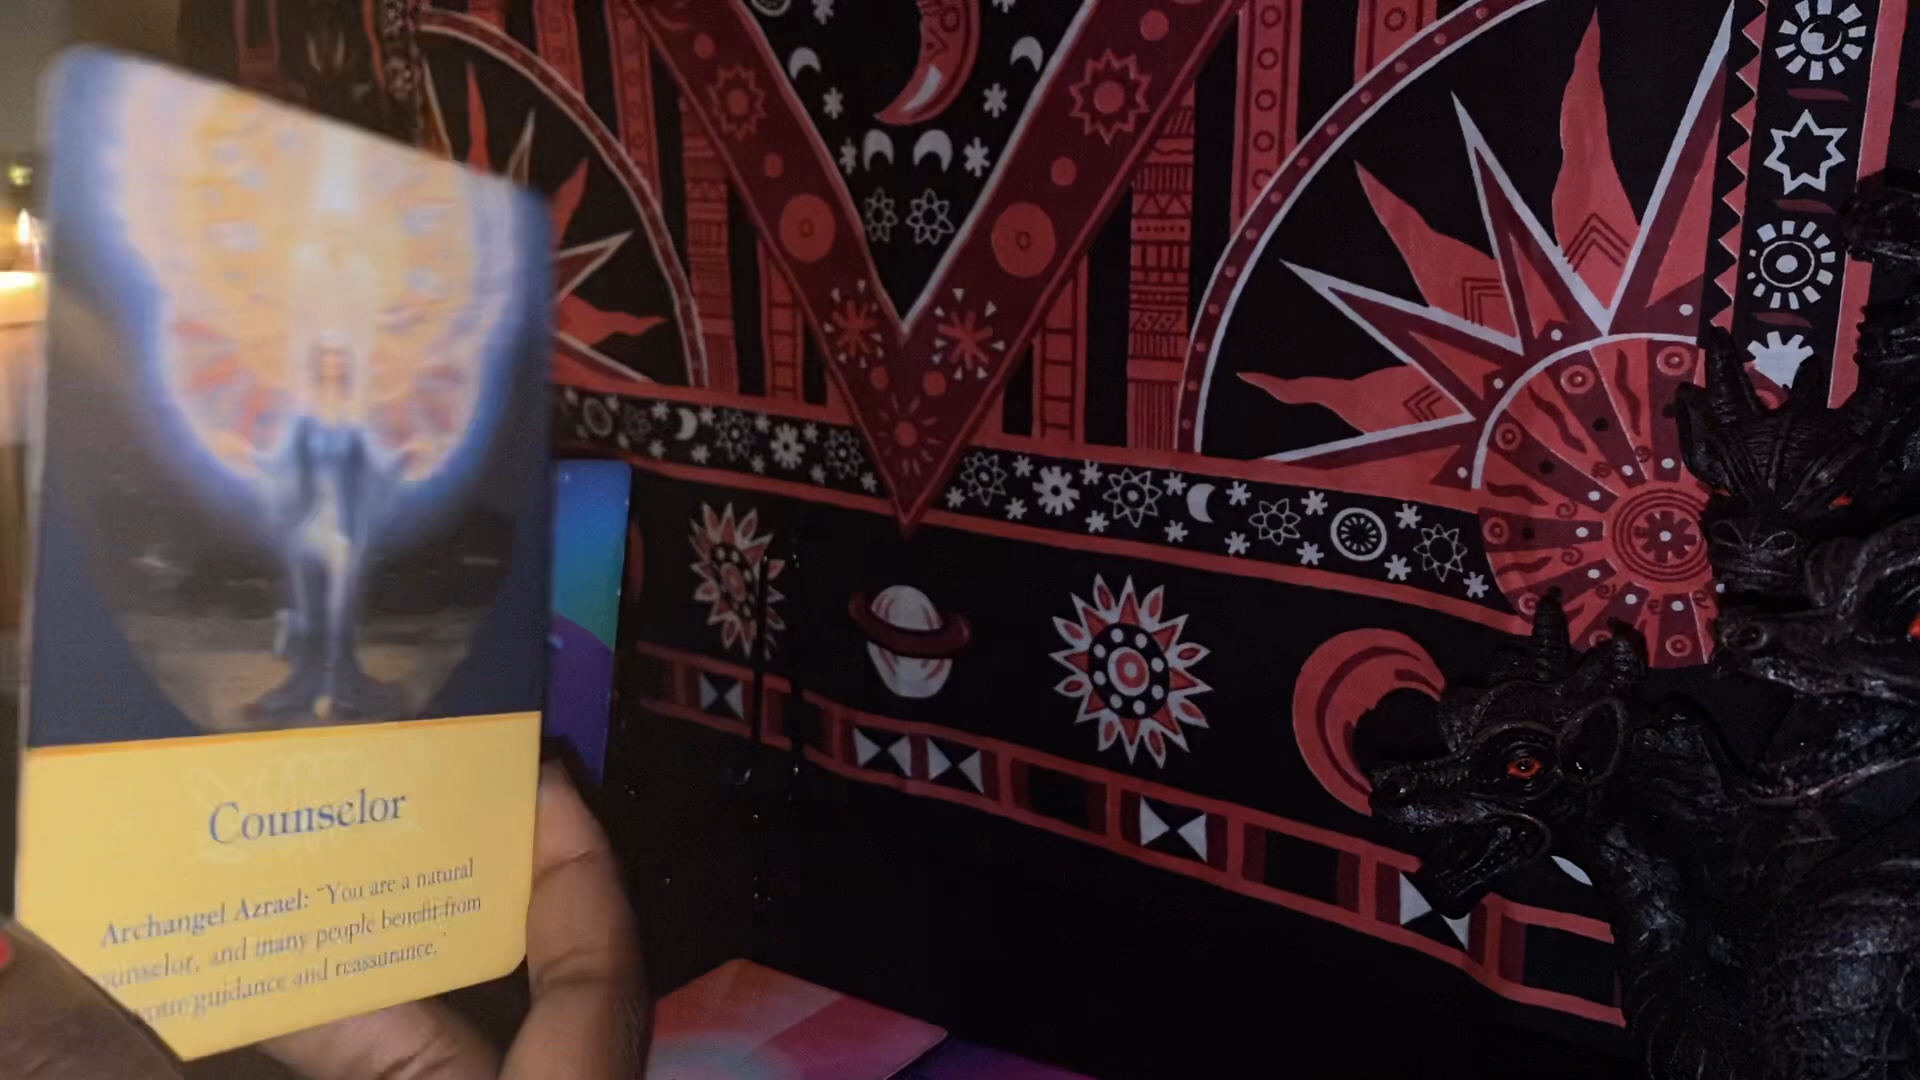 Counselor
Archangel Azrael: "You are a natural
counselor, and many people benefit from
your guidance and reassurance."